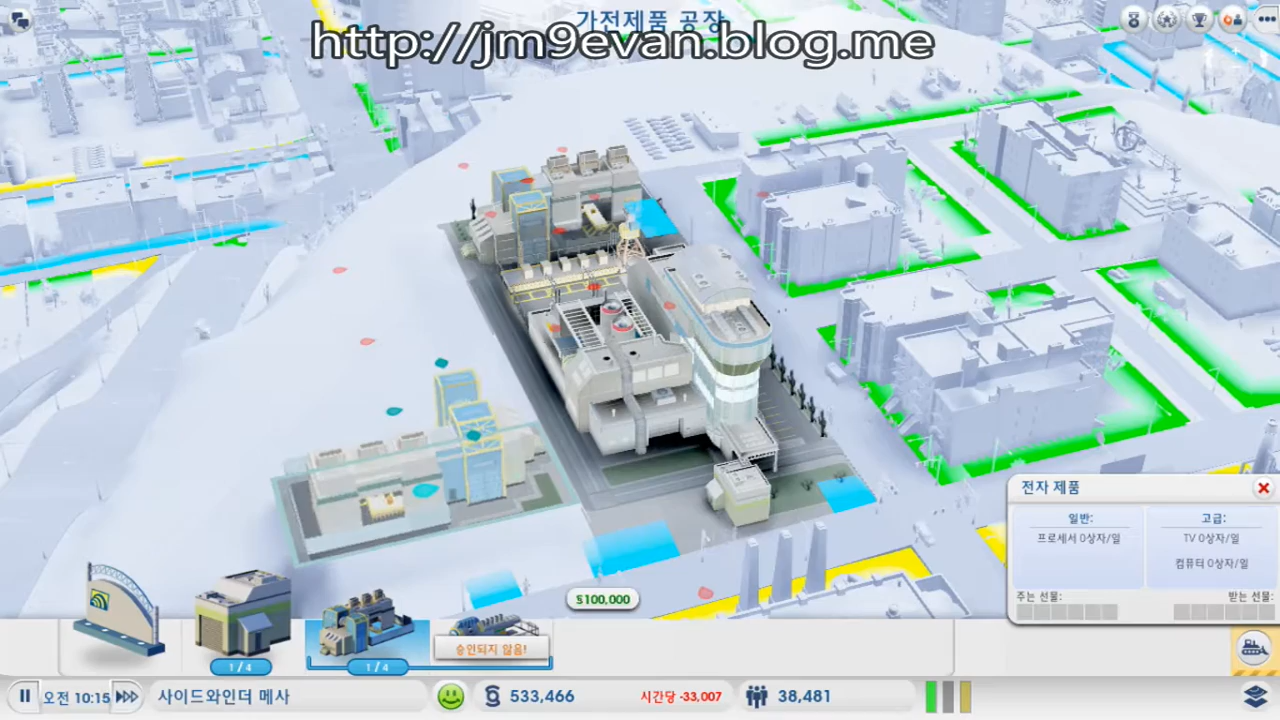 가전제품 공장
http://jm9evan.blog.me
전자 제품
일반:
프로세서 0상자/일
고급:
TV 0상자/일
컴퓨터 0상자/일
주는 선물:
받는 선물:
§100,000
승인되지 않음!
1/4
1/4
오전 10:15
사이드와인더 메사
533,466
시간당 -33,007
38,481